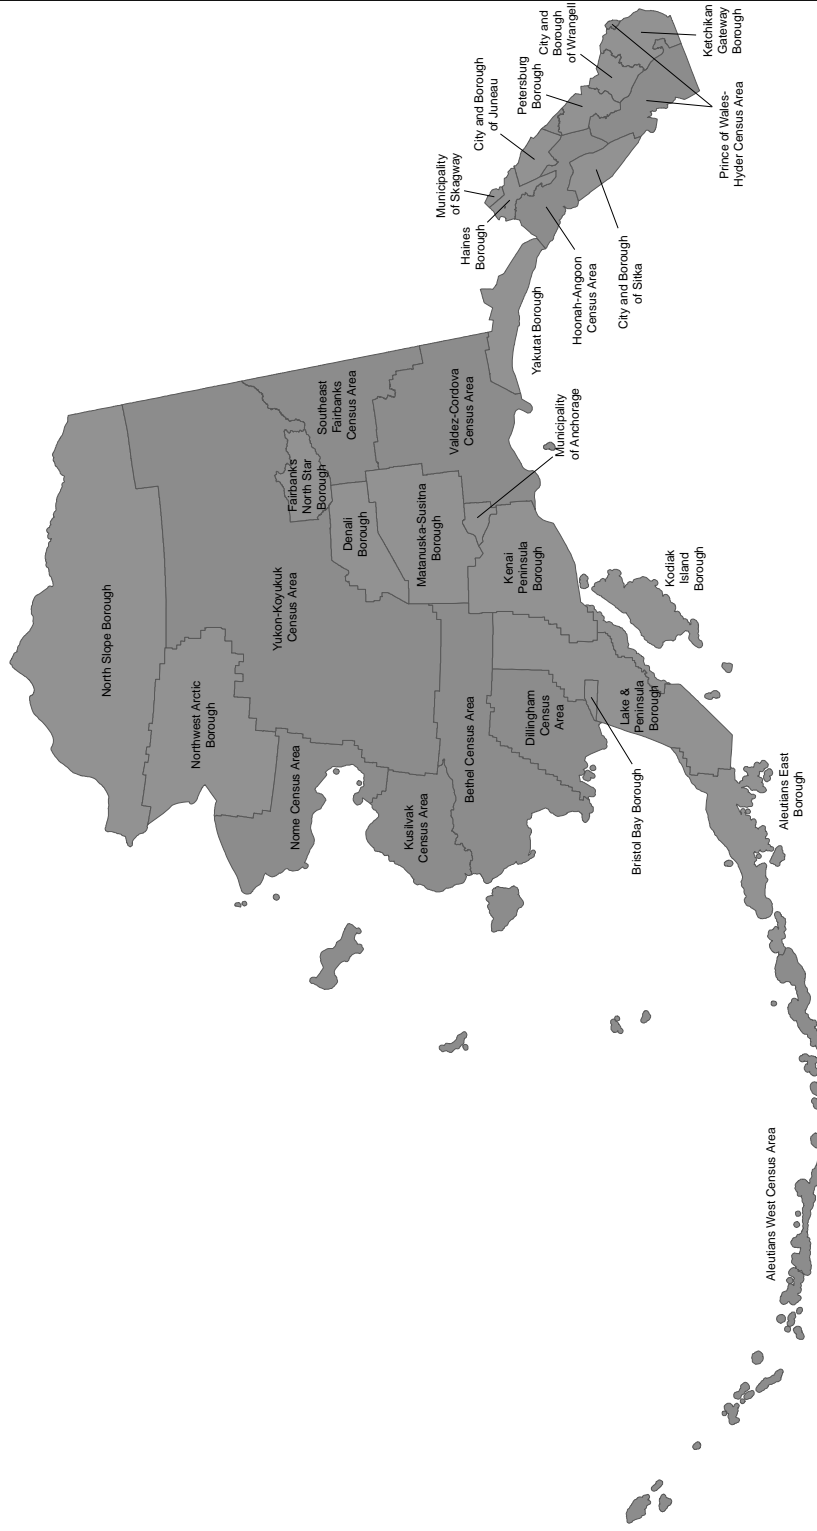 North Slope Borough
Northwest Arctic
Borough
Nome Census Area
Yukon-Koyukuk
Census Area
Fairbanks
North Star
Borough
Southeast
Fairbanks
Census Area
Denali
Borough
Matanuska-Susitna
Borough
Valdez-Cordova
Census Area
Kusilvak
Census Area
Bethel Census Area
Dillingham
Census
Area
Kenai
Peninsula
Borough
Municipality
of Anchorage
Lake &
Peninsula
Borough
Bristol Bay Borough
Kodiak
Island
Borough
Aleutians East
Borough
Aleutians West Census Area
Yakutat Borough
Municipality
of Skagway
Haines
Borough
City and Borough
of Juneau
Hoonah-Angoon
Census Area
City and Borough
of Sitka
Petersburg
Borough
City and
Borough
of Wrangell
Prince of Wales-
Hyder Census Area
Ketchikan
Gateway
Borough